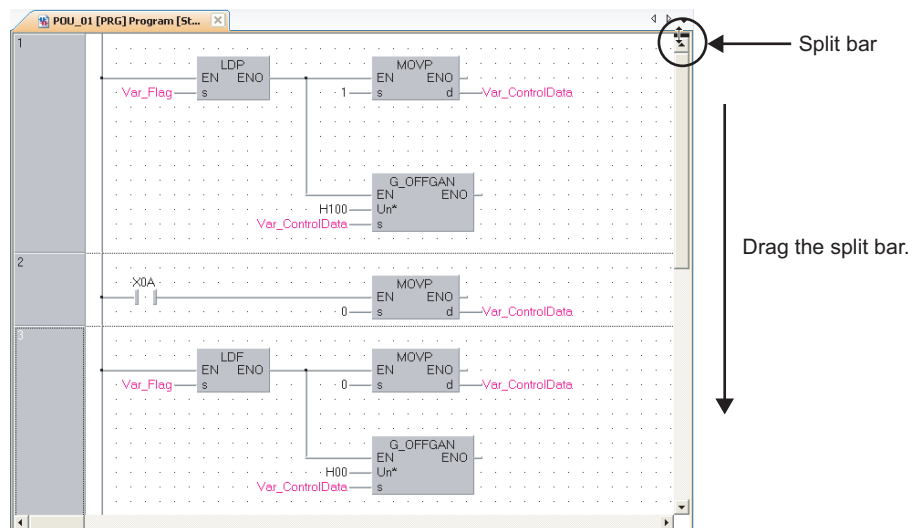 POU_01 [PRG] Program [St...
Split bar
1
LDP
EN ENO
Var_Flag s
MOVP
EN ENO
1 s d Var_ControlData
G_OFFGAN
EN ENO
H100 Un*
Var_ControlData s
Drag the split bar.
2
X0A
MOVP
EN ENO
0 s d Var_ControlData
3
LDF
EN ENO
Var_Flag s
MOVP
EN ENO
0 s d Var_ControlData
G_OFFGAN
EN ENO
H00 Un*
Var_ControlData s